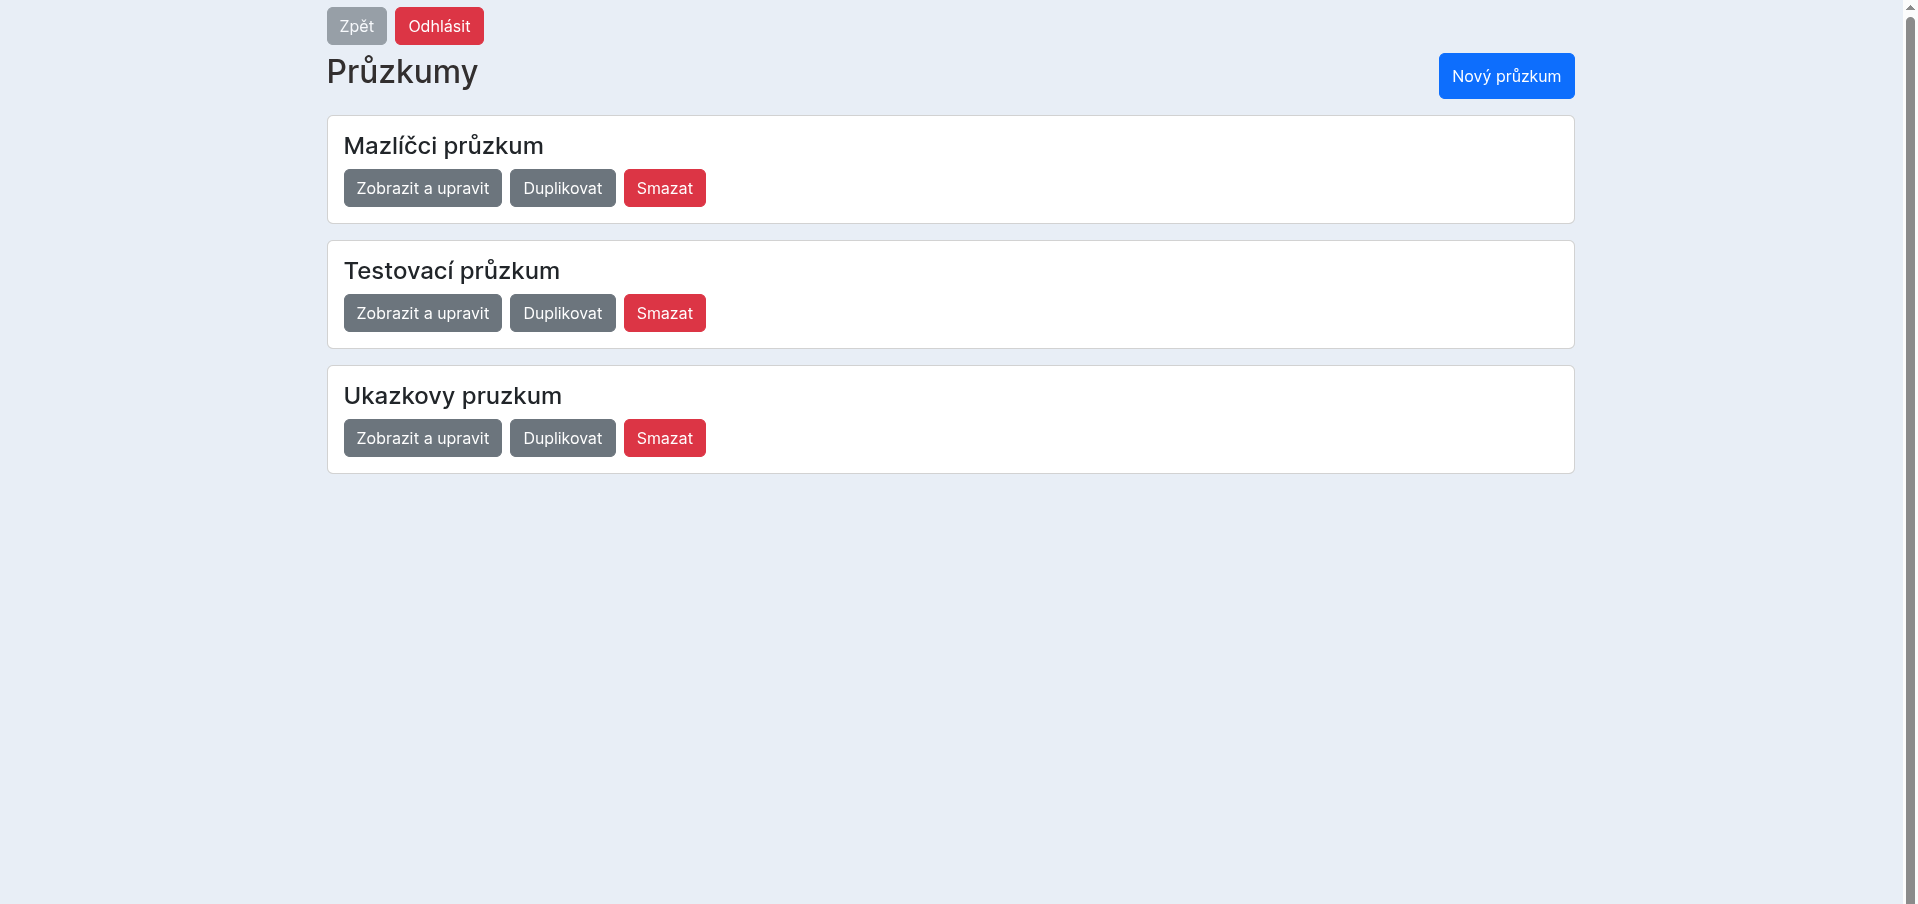 Zpět Odhlásit
Průzkumy
Nový průzkum
Mazlíčci průzkum
Zobrazit a upravit Duplikovat Smazat
Testovací průzkum
Zobrazit a upravit Duplikovat Smazat
Ukazkovy pruzkum
Zobrazit a upravit Duplikovat Smazat